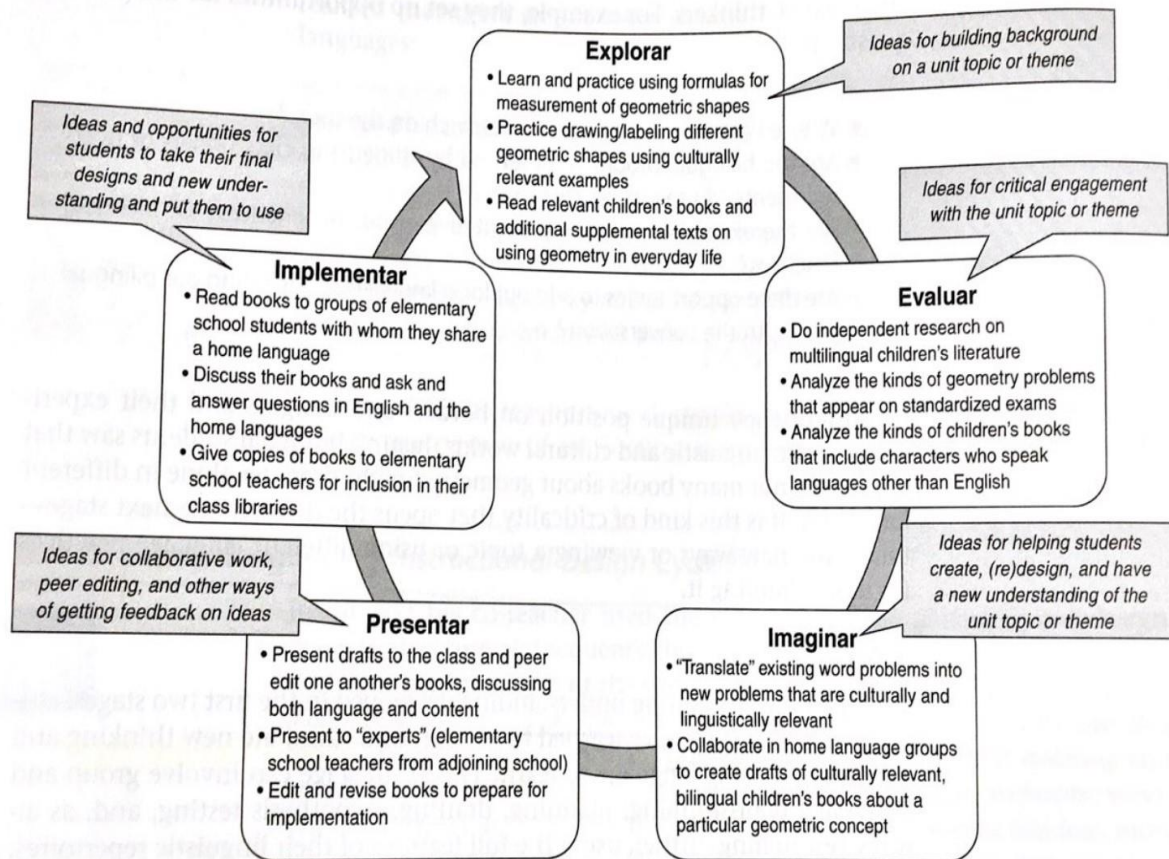 Explorar
• Learn and practice using formulas for
measurement of geometric shapes
• Practice drawing/labeling different
geometric shapes using culturally
relevant examples
• Read relevant children's books and
additional supplemental texts on
using geometry in everyday life
Ideas for building background
on a unit topic or theme
Evaluar
• Do independent research on
multilingual children's literature
• Analyze the kinds of geometry problems
that appear on standardized exams
• Analyze the kinds of children's books
that include characters who speak
languages other than English
Ideas for critical engagement
with the unit topic or theme
Imaginar
• "Translate" existing word problems into
new problems that are culturally and
linguistically relevant
• Collaborate in home language groups
to create drafts of culturally relevant,
bilingual children's books about a
particular geometric concept
Ideas for helping students
create, (re)design, and have
a new understanding of the
unit topic or theme
Presentar
• Present drafts to the class and peer
edit one another's books, discussing
both language and content
• Present to "experts" (elementary
school teachers from adjoining school)
• Edit and revise books to prepare for
implementation
Ideas for collaborative work,
peer editing, and other ways
of getting feedback on ideas
Implementar
• Read books to groups of elementary
school students with whom they share
a home language
• Discuss their books and ask and
answer questions in English and the
home languages
• Give copies of books to elementary
school teachers for inclusion in their
class libraries
Ideas and opportunities for
students to take their final
designs and new under-
standing and put them to use